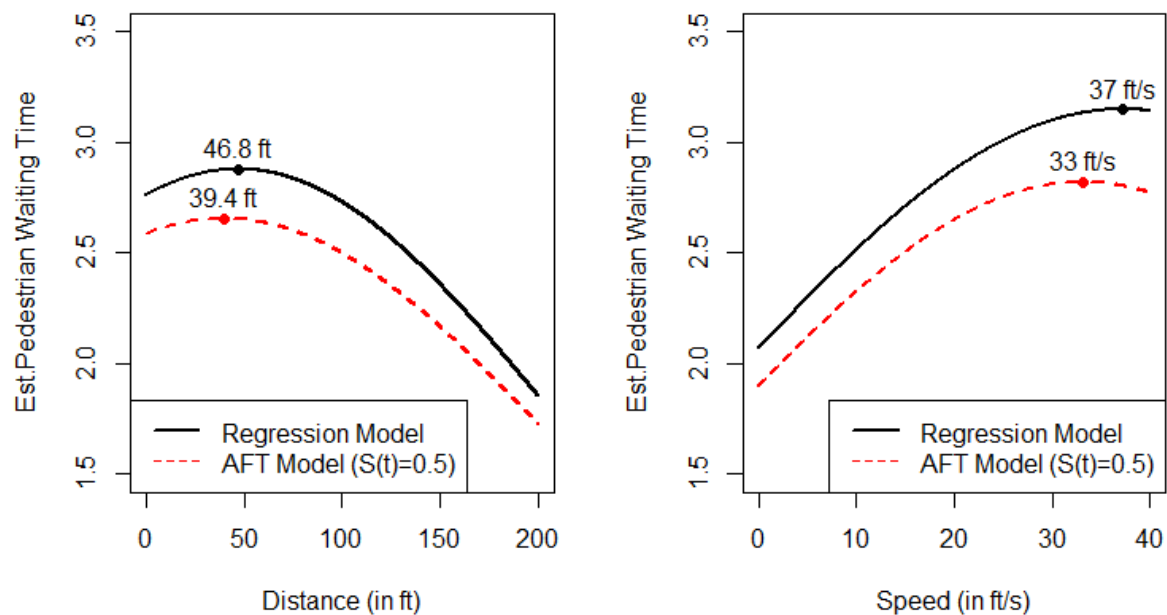 Est.Pedestrian Waiting Time
3.5
3.0
2.5
2.0
1.5
46.8 ft
39.4 ft
Regression Model
AFT Model (S(t)=0.5)
0 50 100 150 200
Distance (in ft)
Est.Pedestrian Waiting Time
3.5
3.0
2.5
2.0
1.5
37 ft/s
33 ft/s
Regression Model
AFT Model (S(t)=0.5)
0 10 20 30 40
Speed (in ft/s)